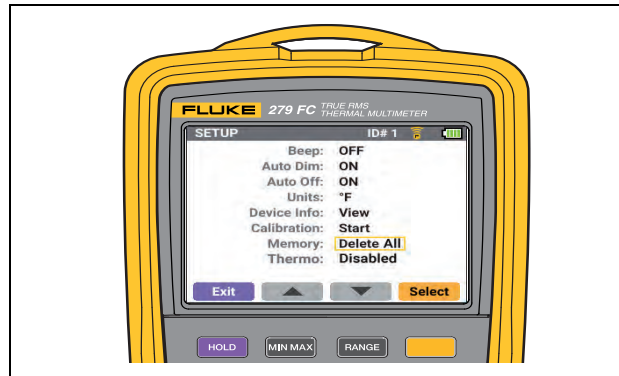 FLUKE 279 FC TRUE RMS
THERMAL MULTIMETER
SETUP ID# 1
Beep: OFF
Auto Dim: ON
Auto Off: ON
Units: °F
Device Info: View
Calibration: Start
Memory: Delete All
Thermo: Disabled
Exit Select
HOLD MIN MAX RANGE